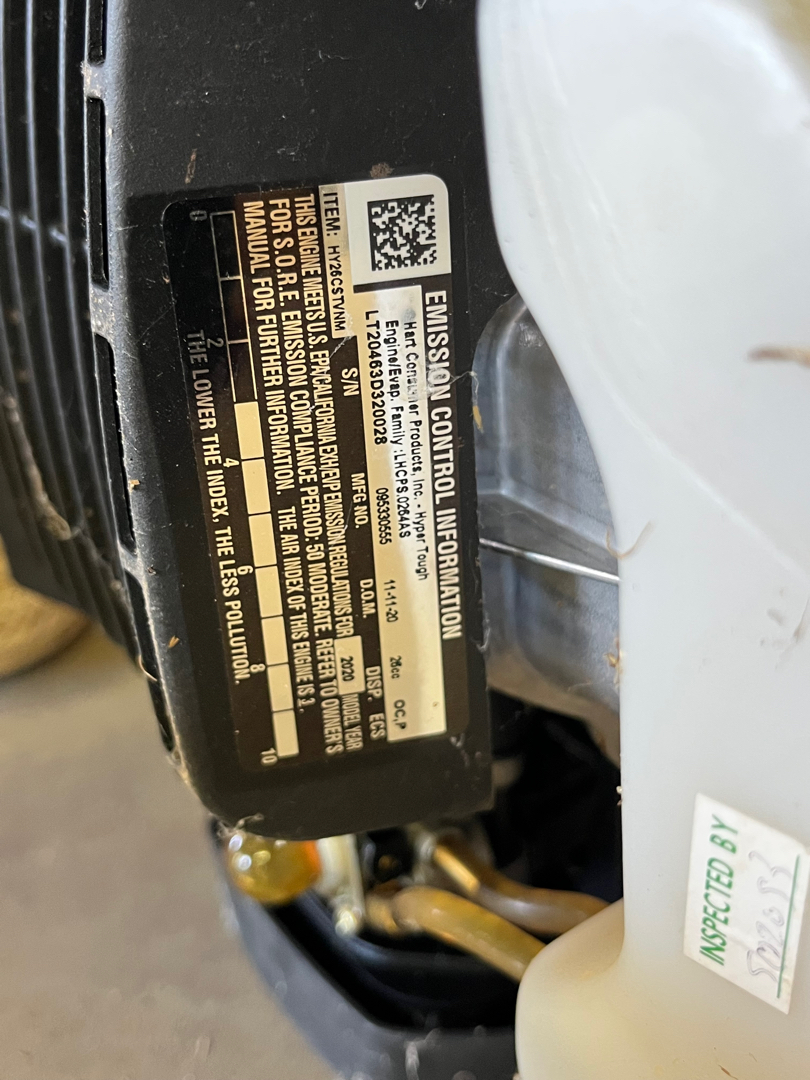 EMISSION CONTROL INFORMATION
Hart Consumer Products, Inc. - Hyper Tough
Engine/Evap. Family :LHCPS.0264AS
LT20463D320028 095330555 11-11-20 26cc OC,P
S/N MFG NO. D.O.M. DISP. ECS
ITEM: HY26CSTVNM
THIS ENGINE MEETS U.S. EPA/CALIFORNIA EXH/EVP EMISSION REGULATIONS FOR 2020 MODEL YEAR
FOR S.O.R.E. EMISSION COMPLIANCE PERIOD: 50 MODERATE. REFER TO OWNER'S
MANUAL FOR FURTHER INFORMATION. THE AIR INDEX OF THIS ENGINE IS 3.
0 2 4 6 8 10
THE LOWER THE INDEX, THE LESS POLLUTION.
INSPECTED BY